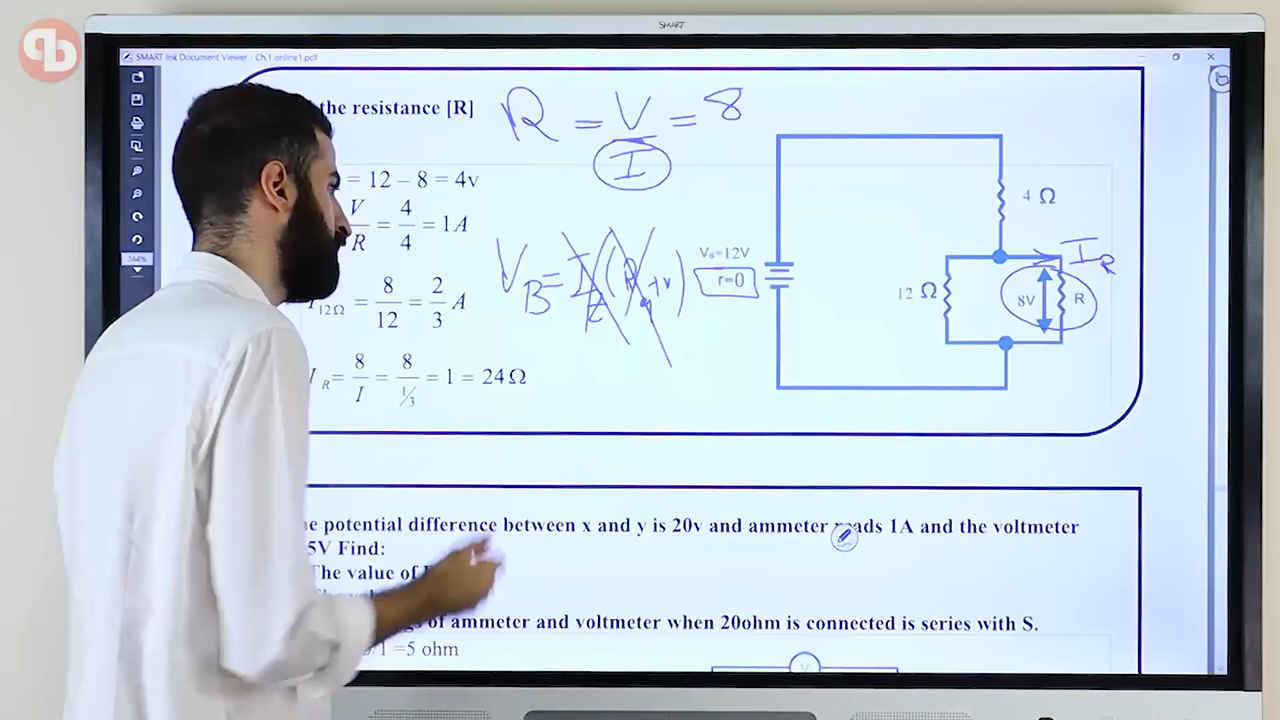 SMART
SMART Ink Document Viewer - Ch.1 online1.pdf
344%
the resistance [R]
R = V/I = 8
= 12 – 8 = 4v
V/R = 4/4 = 1A
I 12Ω = 8/12 = 2/3 A
I R = 8/I = 8/⅓ = 1 = 24Ω
V B = I
V_B=12V
r=0
4 Ω
12 Ω
8V
R
I R
potential difference between x and y is 20v and ammeter reads 1A and the voltmeter
5V Find:
The value of
of ammeter and voltmeter when 20ohm is connected is series with S.
/1 =5 ohm
V